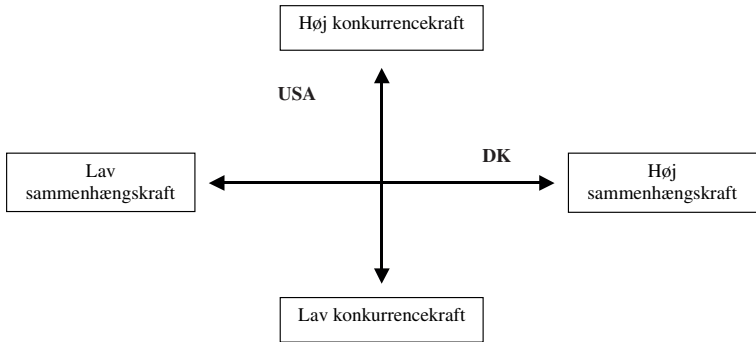 Høj konkurrencekraft
USA
DK
Lav
sammenhængskraft
Høj
sammenhængskraft
Lav konkurrencekraft